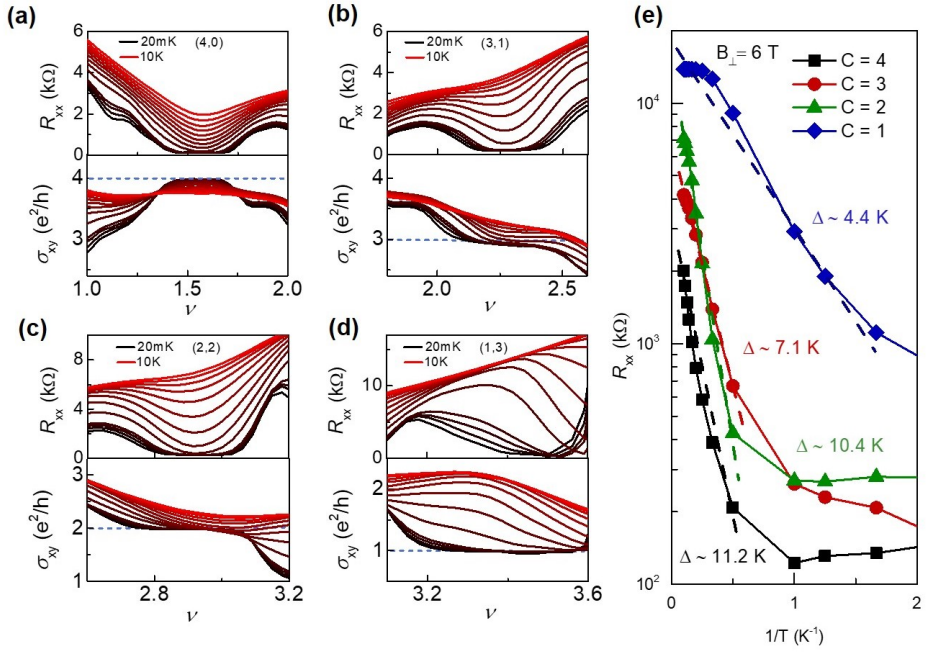 (a)
6
4
2
0
R_xx (kΩ)
20mK (4,0)
10K
4
3
σ_xy (e²/h)
1.0 1.5 2.0
ν
(b)
6
4
2
0
R_xx (kΩ)
20mK (3,1)
10K
4
3
σ_xy (e²/h)
2.0 2.5
ν
(c)
10
5
0
R_xx (kΩ)
20mK (2,2)
10K
3
2
1
σ_xy (e²/h)
2.8 3.2
ν
(d)
10
0
R_xx (kΩ)
20mK (1,3)
10K
2
1
σ_xy (e²/h)
3.2 3.4 3.6
ν
(e)
B⊥= 6 T
C = 4
C = 3
C = 2
C = 1
Δ ~ 4.4 K
Δ ~ 7.1 K
Δ ~ 10.4 K
Δ ~ 11.2 K
10⁴
10³
10²
R_xx (kΩ)
0 1 2
1/T (K⁻¹)